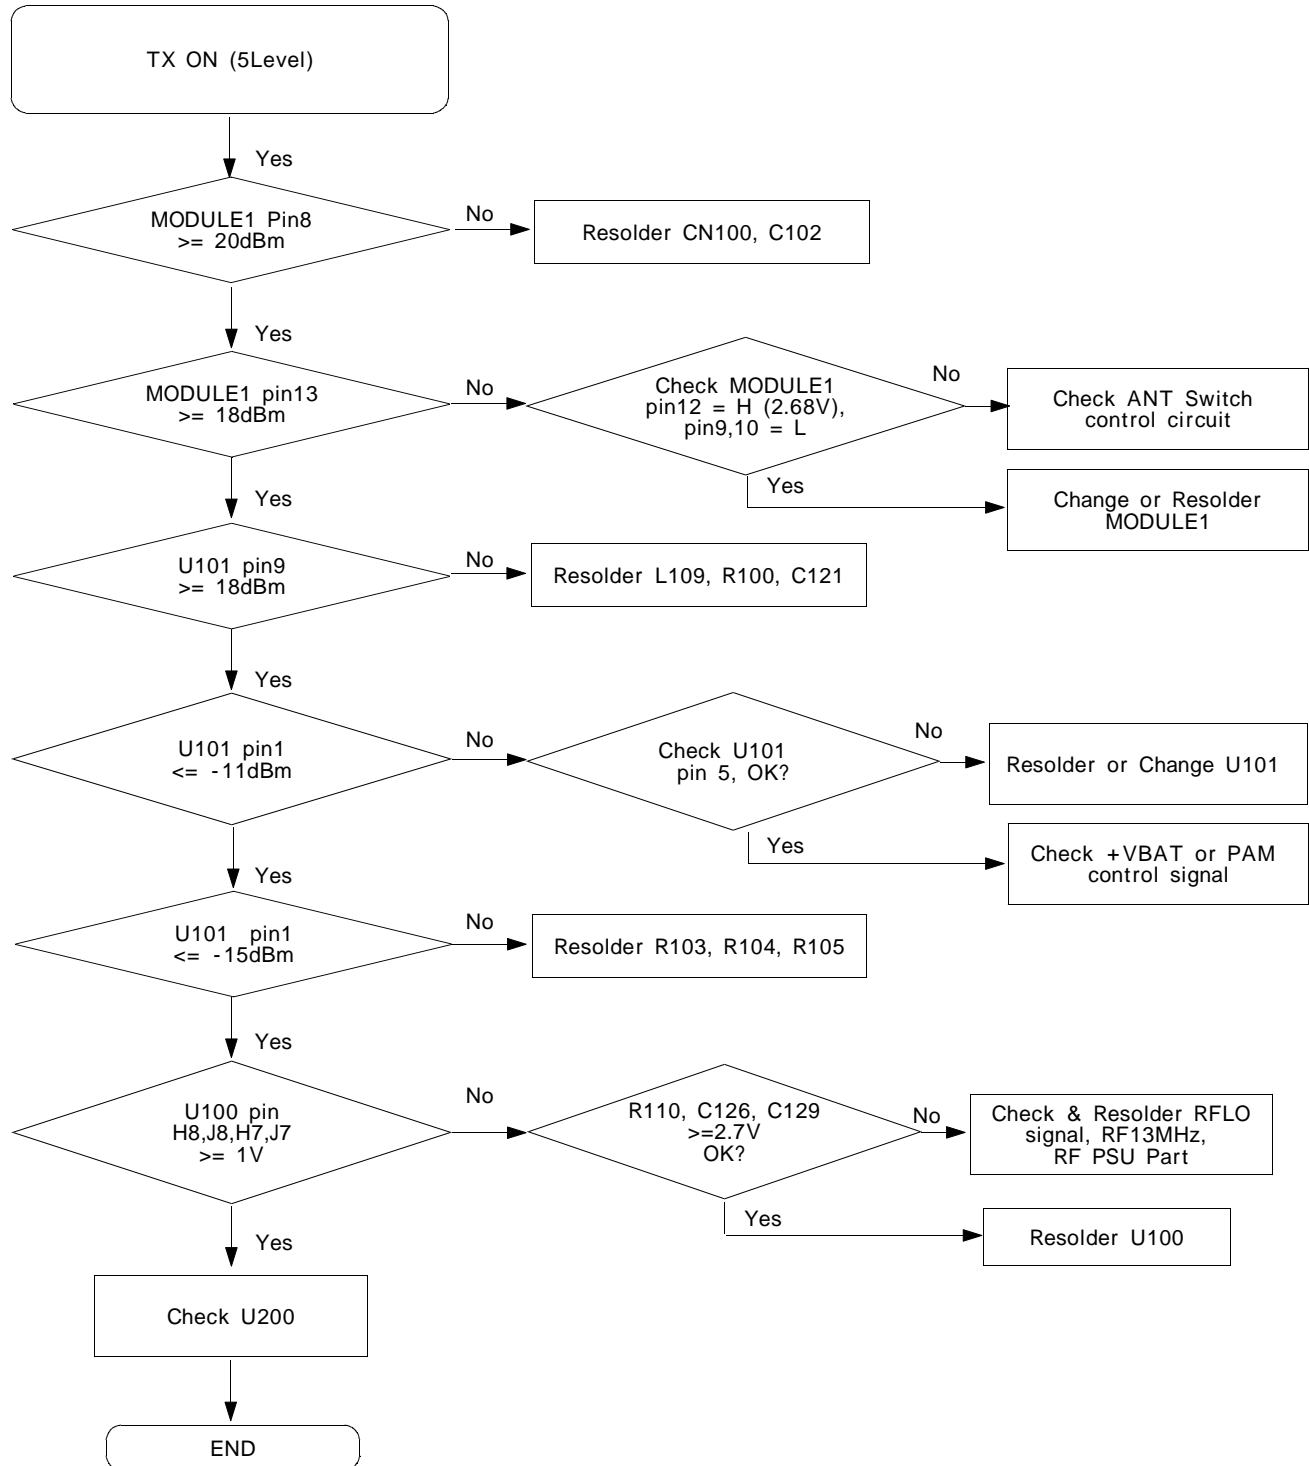 TX ON (5Level)
Yes
MODULE1 Pin8
>= 20dBm
No
Resolder CN100, C102
Yes
MODULE1 pin13
>= 18dBm
No
Check MODULE1
pin12 = H (2.68V),
pin9,10 = L
No
Check ANT Switch
control circuit
Yes
Change or Resolder
MODULE1
Yes
U101 pin9
>= 18dBm
No
Resolder L109, R100, C121
Yes
U101 pin1
<= -11dBm
No
Check U101
pin 5, OK?
No
Resolder or Change U101
Yes
Check +VBAT or PAM
control signal
Yes
U101 pin1
<= -15dBm
No
Resolder R103, R104, R105
Yes
U100 pin
H8,J8,H7,J7
>= 1V
No
R110, C126, C129
>=2.7V
OK?
No
Check & Resolder RFLO
signal, RF13MHz,
RF PSU Part
Yes
Resolder U100
Yes
Check U200
END